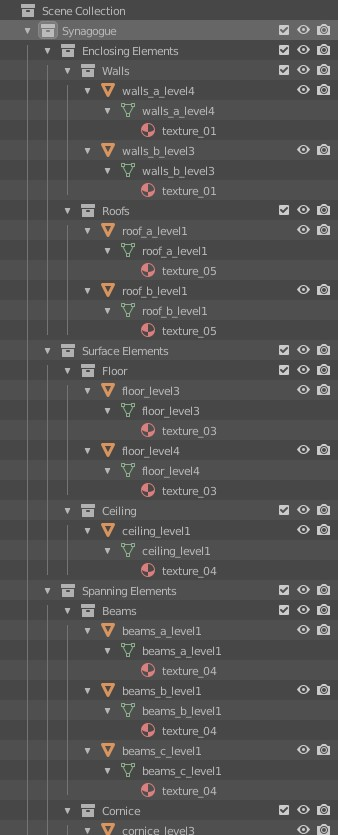 Scene Collection
Synagogue
Enclosing Elements
Walls
walls_a_level4
walls_a_level4
texture_01
walls_b_level3
walls_b_level3
texture_01
Roofs
roof_a_level1
roof_a_level1
texture_05
roof_b_level1
roof_b_level1
texture_05
Surface Elements
Floor
floor_level3
floor_level3
texture_03
floor_level4
floor_level4
texture_03
Ceiling
ceiling_level1
ceiling_level1
texture_04
Spanning Elements
Beams
beams_a_level1
beams_a_level1
texture_04
beams_b_level1
beams_b_level1
texture_04
beams_c_level1
beams_c_level1
texture_04
Cornice
cornice_level3